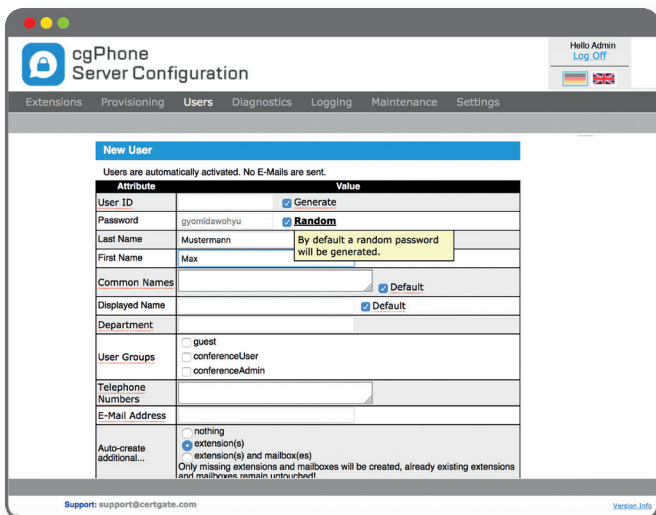 cgPhone
Server Configuration
Hello Admin
Log Off
Extensions Provisioning Users Diagnostics Logging Maintenance Settings
New User
Users are automatically activated. No E-Mails are sent.
Attribute Value
User ID Generate
Password gyomidawohyu Random
By default a random password
will be generated.
Last Name Mustermann
First Name Max
Common Names Default
Displayed Name Default
Department
User Groups
guest
conferenceUser
conferenceAdmin
Telephone
Numbers
E-Mail Address
Auto-create
additional...
nothing
extension(s)
extension(s) and mailbox(es)
Only missing extensions and mailboxes will be created, already existing extensions
and mailboxes remain untouched!
Support: support@certgate.com
Version Info